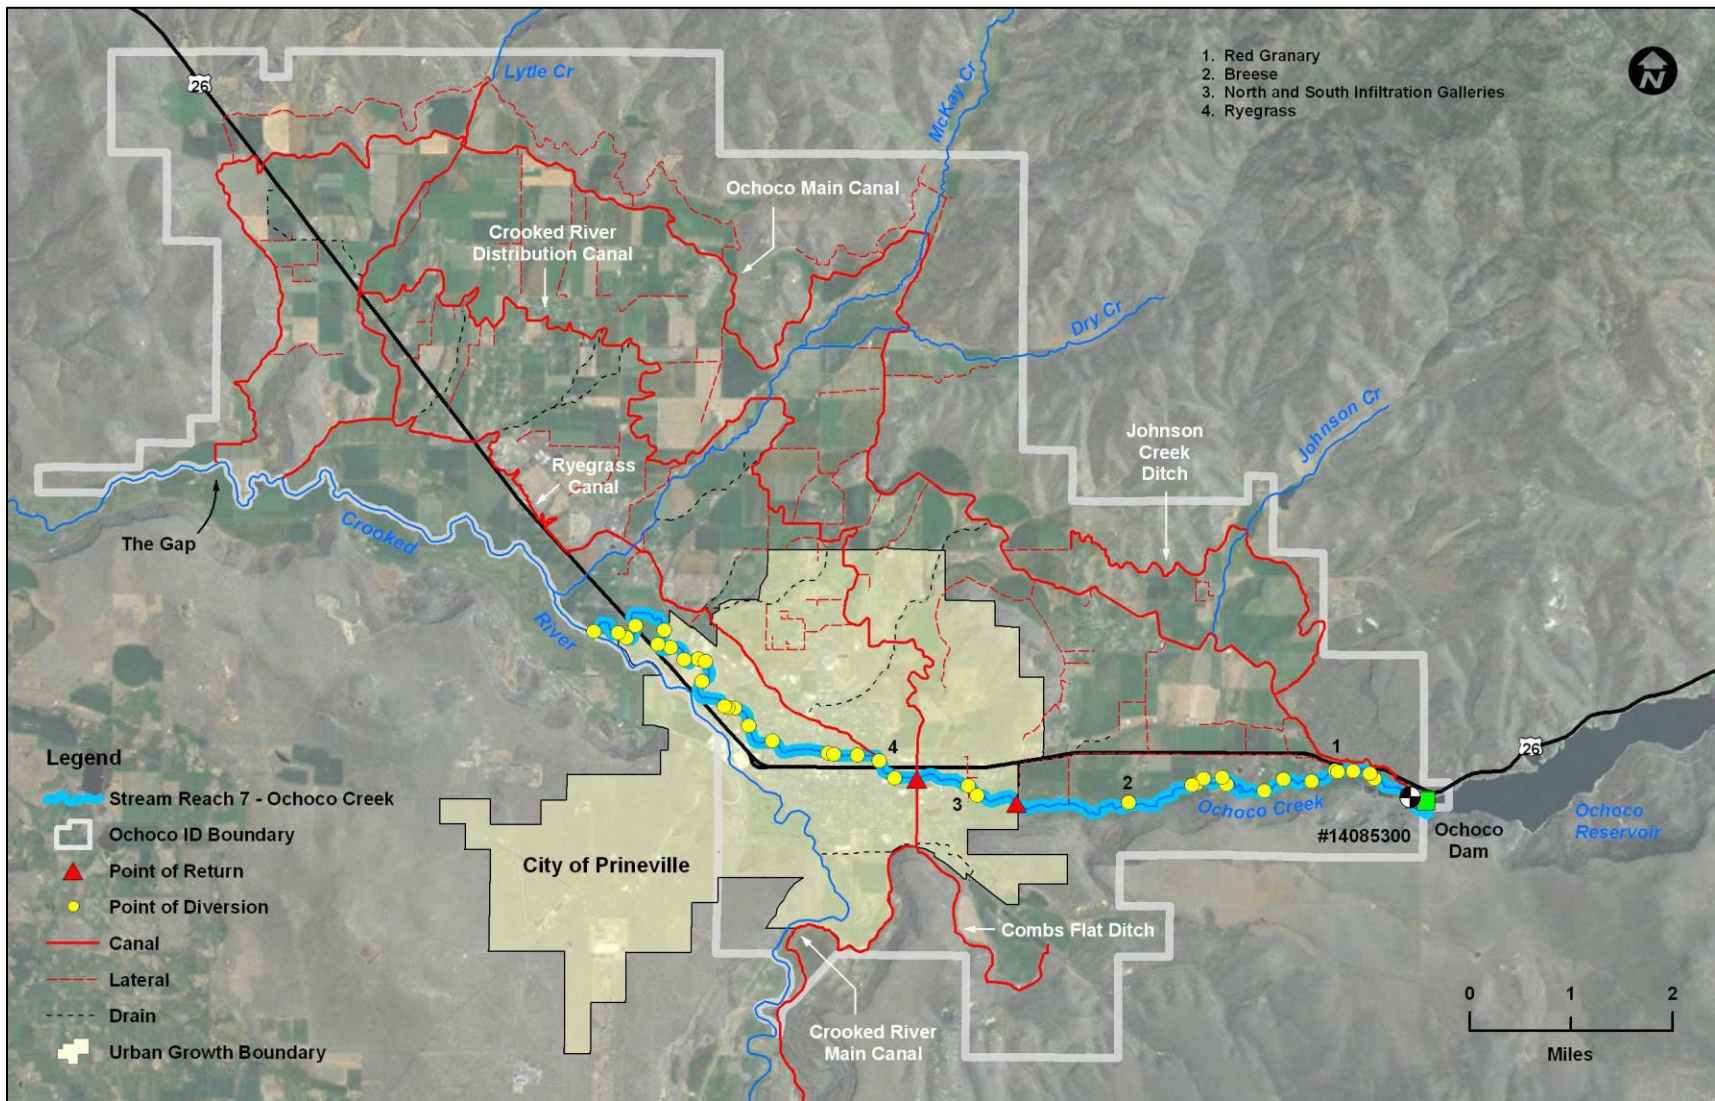 1. Red Granary
2. Breese
3. North and South Infiltration Galleries
4. Ryegrass
N
26
Lytle Cr
McKay Cr
Ochoco Main Canal
Crooked River
Distribution Canal
Dry Cr
Johnson Cr
Johnson
Creek
Ditch
Ryegrass
Canal
The Gap
Crooked
River
4
1
26
2
3
Ochoco Creek
#14085300
Ochoco
Dam
Ochoco
Reservoir
City of Prineville
Combs Flat Ditch
Crooked River
Main Canal
Legend
Stream Reach 7 - Ochoco Creek
Ochoco ID Boundary
Point of Return
Point of Diversion
Canal
Lateral
Drain
Urban Growth Boundary
0 1 2
Miles